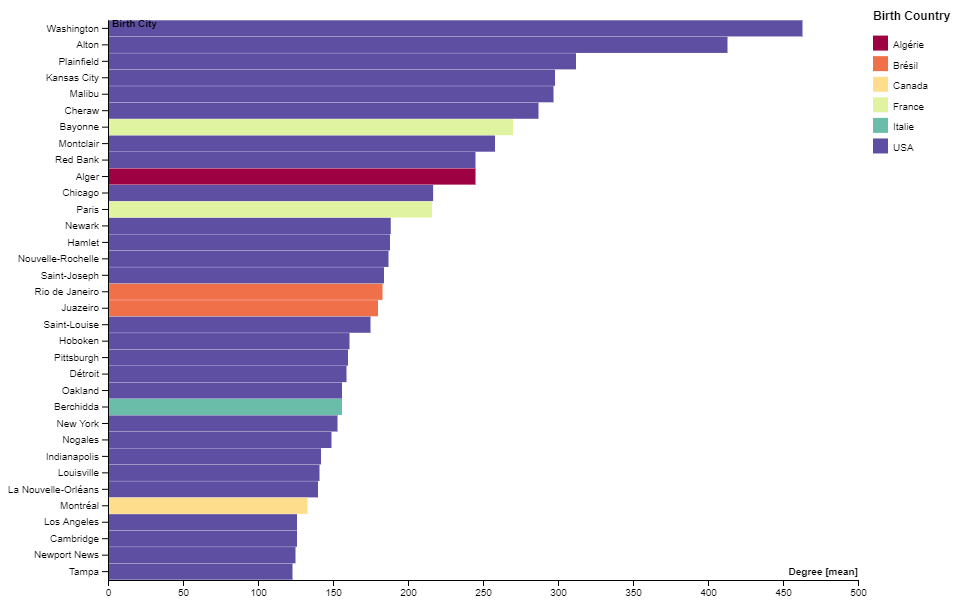 Birth Country
Algérie
Brésil
Canada
France
Italie
USA
Birth City
Washington
Alton
Plainfield
Kansas City
Malibu
Cheraw
Bayonne
Montclair
Red Bank
Alger
Chicago
Paris
Newark
Hamlet
Nouvelle-Rochelle
Saint-Joseph
Rio de Janeiro
Juazeiro
Saint-Louise
Hoboken
Pittsburgh
Détroit
Oakland
Berchidda
New York
Nogales
Indianapolis
Louisville
La Nouvelle-Orléans
Montréal
Los Angeles
Cambridge
Newport News
Tampa
Degree [mean]
0 50 100 150 200 250 300 350 400 450 500